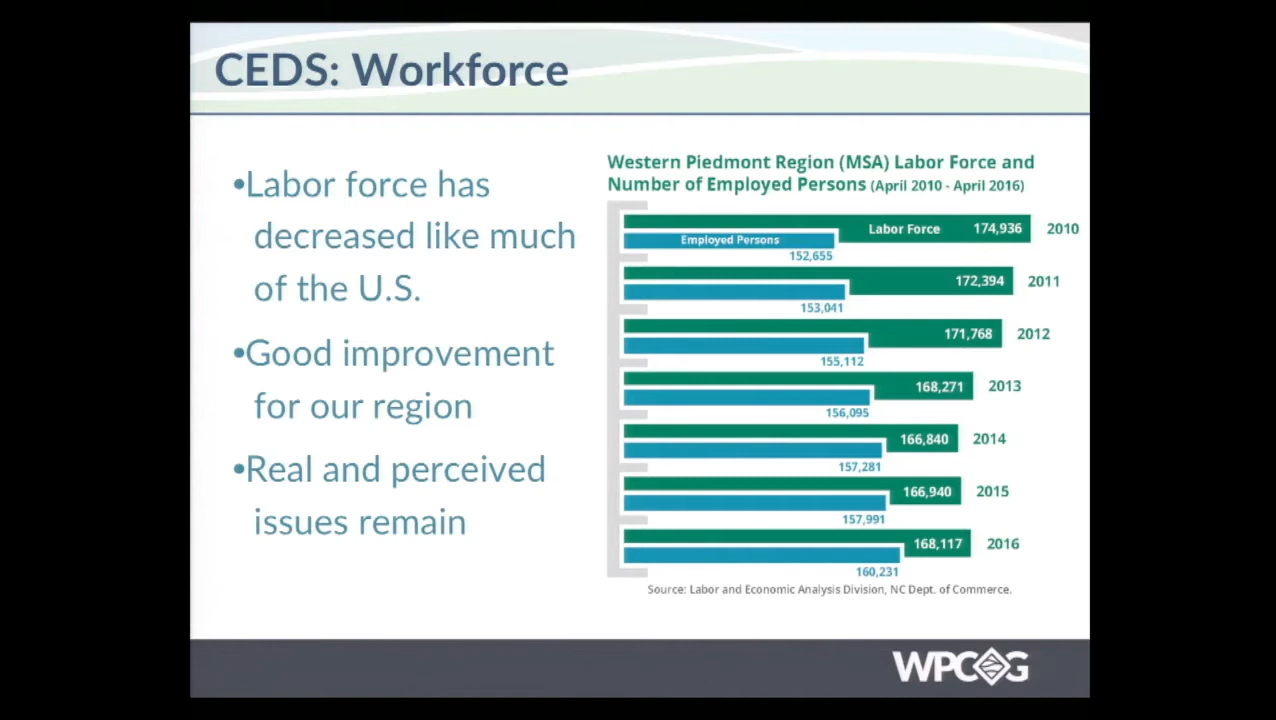 CEDS: Workforce
•Labor force has
decreased like much
of the U.S.
•Good improvement
for our region
•Real and perceived
issues remain
Western Piedmont Region (MSA) Labor Force and
Number of Employed Persons (April 2010 - April 2016)
Labor Force 174,936 2010
Employed Persons
152,655
172,394 2011
153,041
171,768 2012
155,112
168,271 2013
156,095
166,840 2014
157,281
166,940 2015
157,991
168,117 2016
160,231
Source: Labor and Economic Analysis Division, NC Dept. of Commerce.
WPCOG